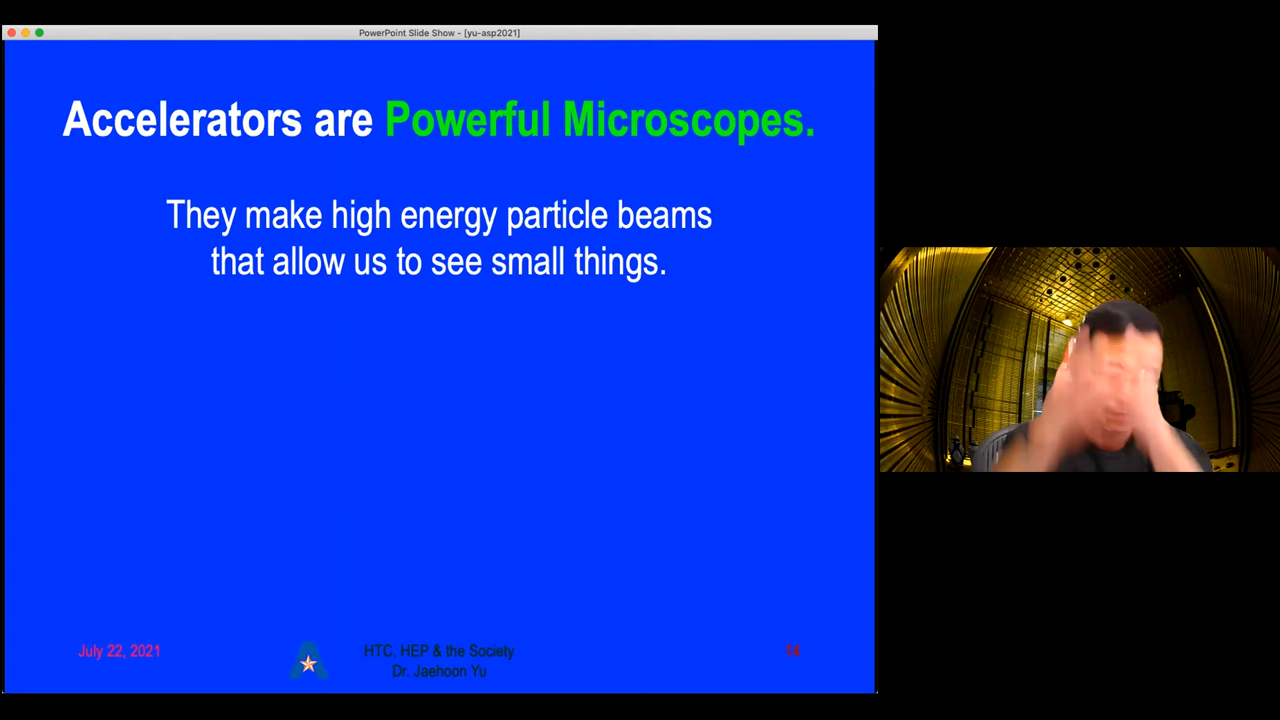 PowerPoint Slide Show - [yu-asp2021]
Accelerators are Powerful Microscopes.
They make high energy particle beams
that allow us to see small things.
July 22, 2021
HTC, HEP & the Society
Dr. Jaehoon Yu
14